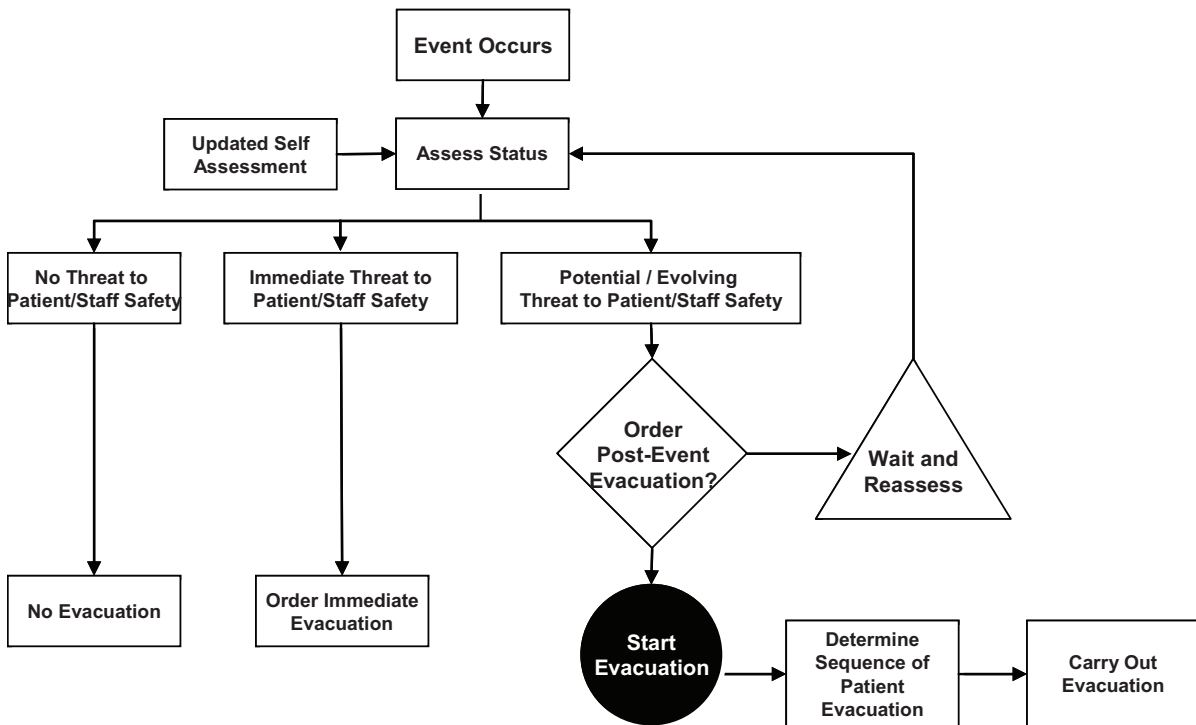 Event Occurs
Updated Self
Assessment
Assess Status
No Threat to
Patient/Staff Safety
Immediate Threat to
Patient/Staff Safety
Potential / Evolving
Threat to Patient/Staff Safety
Order
Post-Event
Evacuation?
Wait and
Reassess
No Evacuation
Order Immediate
Evacuation
Start
Evacuation
Determine
Sequence of
Patient
Evacuation
Carry Out
Evacuation